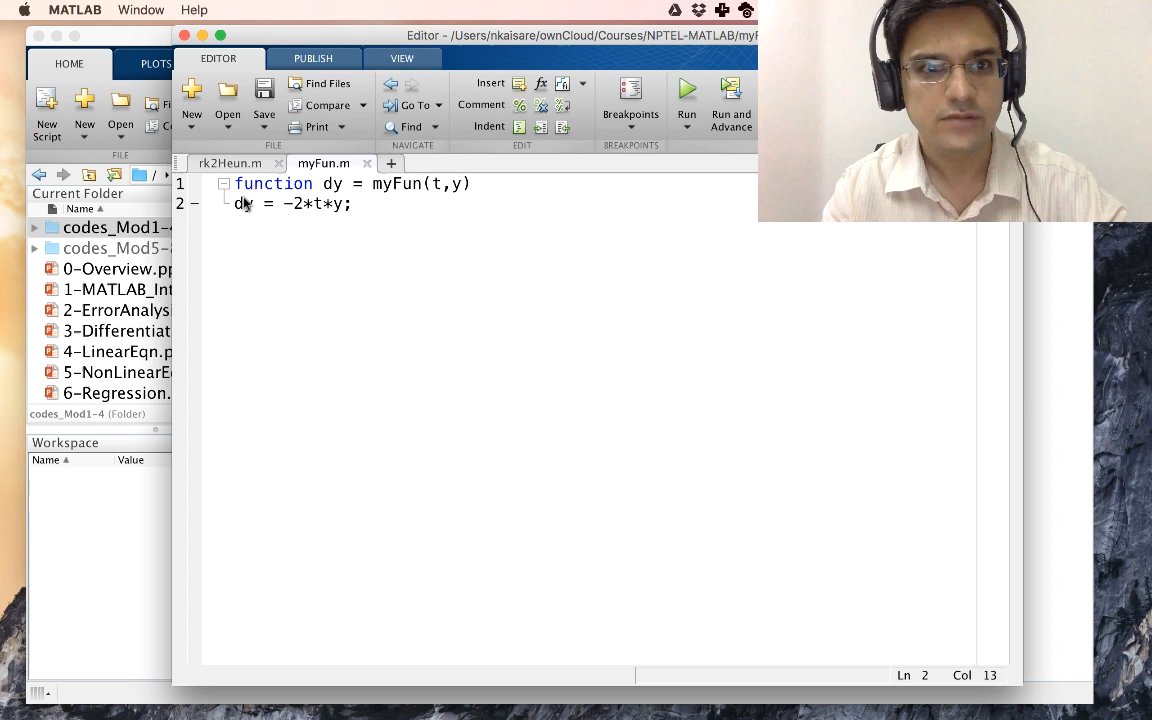 MATLAB Window Help
Editor - /Users/nkaisare/ownCloud/Courses/NPTEL-MATLAB/myF
HOME PLOTS
EDITOR PUBLISH VIEW
New Script New Open Fi
FILE
New Open Save Find Files Compare Print
FILE
Go To Find
NAVIGATE
Insert fx
Comment
Indent
EDIT
Breakpoints
BREAKPOINTS
Run Run and Advance
rk2Heun.m myFun.m
1 function dy = myFun(t,y)
2 dy = -2*t*y;
Current Folder
Name
codes_Mod1-4
codes_Mod5-8
0-Overview.pp
1-MATLAB_Int
2-ErrorAnalys
3-Differentiat
4-LinearEqn.p
5-NonLinearE
6-Regression.
codes_Mod1-4 (Folder)
Workspace
Name Value
Ln 2 Col 13